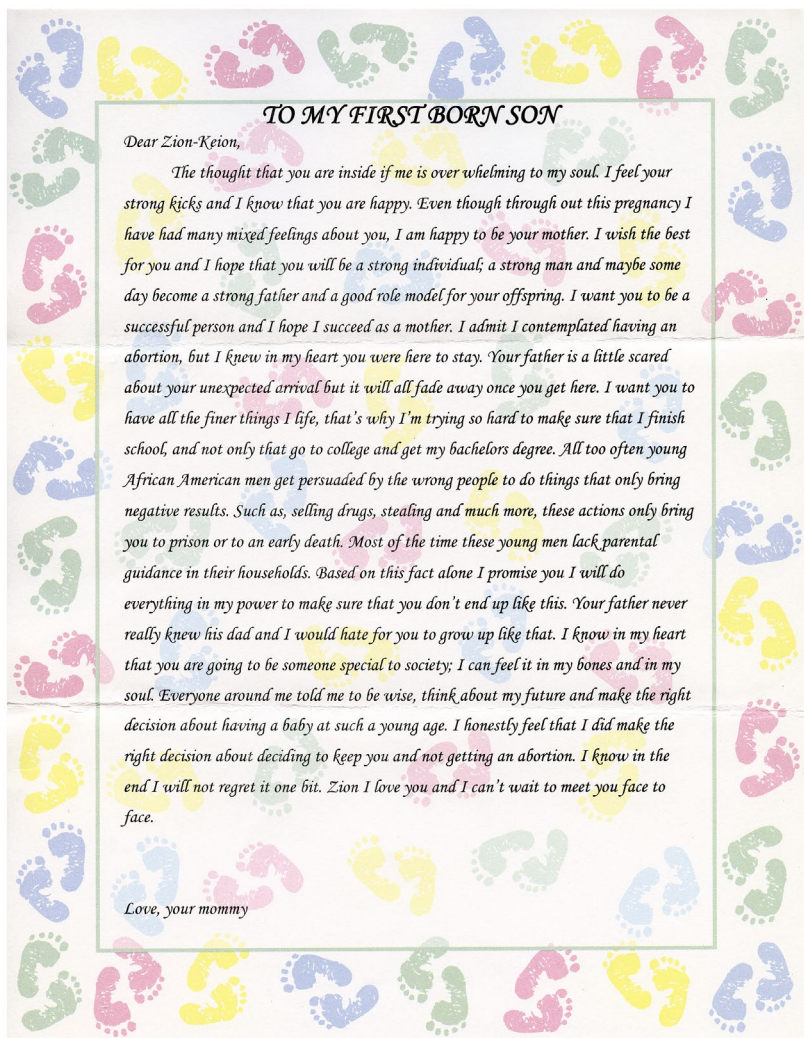 TO MY FIRST BORN SON
Dear Zion-Keion,
The thought that you are inside if me is over whelming to my soul. I feel your
strong kicks and I know that you are happy. Even though through out this pregnancy I
have had many mixed feelings about you, I am happy to be your mother. I wish the best
for you and I hope that you will be a strong individual; a strong man and maybe some
day become a strong father and a good role model for your offspring. I want you to be a
successful person and I hope I succeed as a mother. I admit I contemplated having an
abortion, but I knew in my heart you were here to stay. Your father is a little scared
about your unexpected arrival but it will all fade away once you get here. I want you to
have all the finer things I life, that's why I'm trying so hard to make sure that I finish
school, and not only that go to college and get my bachelors degree. All too often young
African American men get persuaded by the wrong people to do things that only bring
negative results. Such as, selling drugs, stealing and much more, these actions only bring
you to prison or to an early death. Most of the time these young men lack parental
guidance in their households. Based on this fact alone I promise you I will do
everything in my power to make sure that you don't end up like this. Your father never
really knew his dad and I would hate for you to grow up like that. I know in my heart
that you are going to be someone special to society; I can feel it in my bones and in my
soul. Everyone around me told me to be wise, think about my future and make the right
decision about having a baby at such a young age. I honestly feel that I did make the
right decision about deciding to keep you and not getting an abortion. I know in the
end I will not regret it one bit. Zion I love you and I can't wait to meet you face to
face.
Love, your mommy